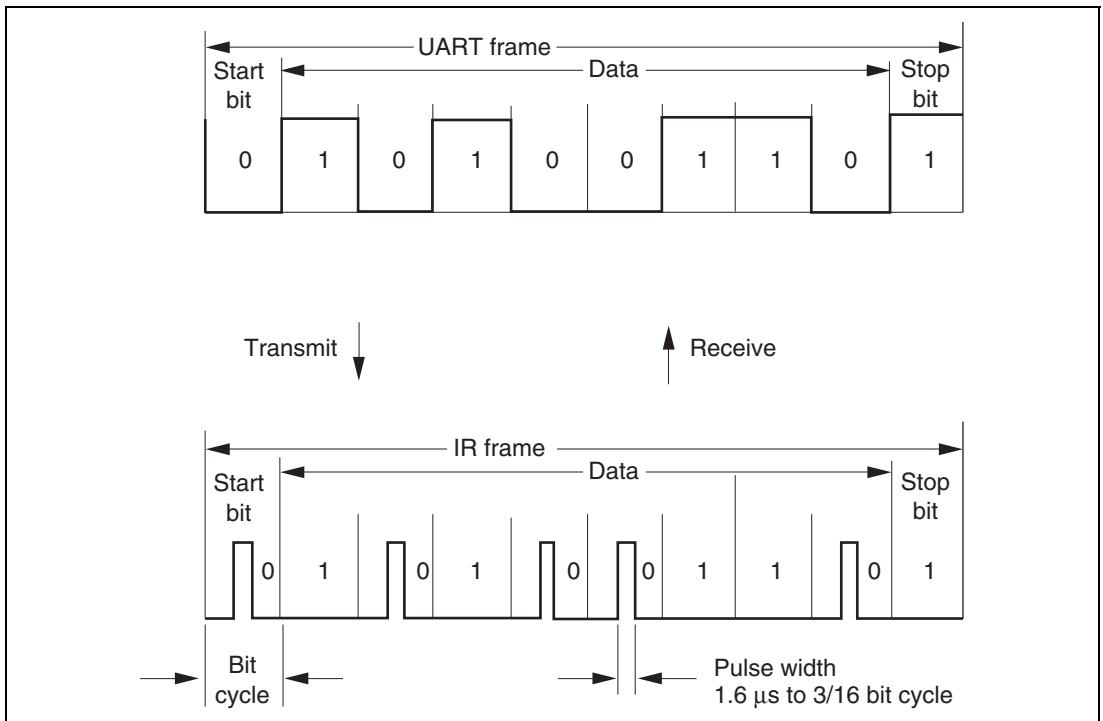 UART frame
Start bit
Data
Stop bit
0 1 0 1 0 0 1 1 0 1
Transmit
Receive
IR frame
Start bit
Data
Stop bit
0 1 0 1 0 0 1 1 0 1
Bit cycle
Pulse width
1.6 μs to 3/16 bit cycle